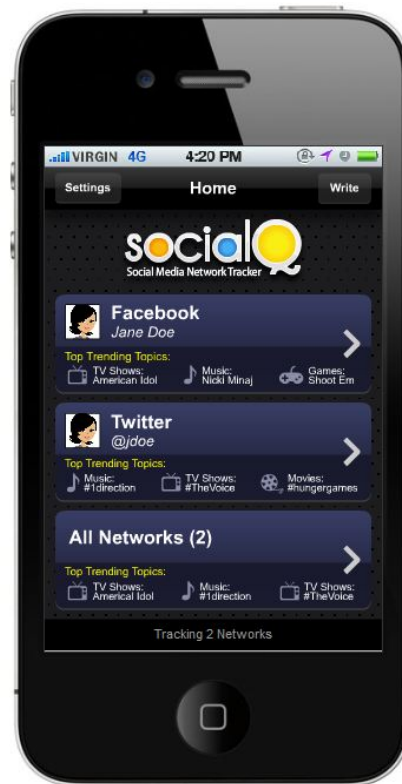 VIRGIN 4G 4:20 PM
Settings Home Write
socialQ
Social Media Network Tracker
Facebook
Jane Doe
Top Trending Topics:
TV Shows: Music: Games:
American Idol Nicki Minaj Shoot Em
Twitter
@jdoe
Top Trending Topics:
Music: TV Shows: Movies:
#1direction #TheVoice #hungergames
All Networks (2)
Top Trending Topics:
TV Shows: Music: TV Shows:
Americal Idol #1direction #TheVoice
Tracking 2 Networks